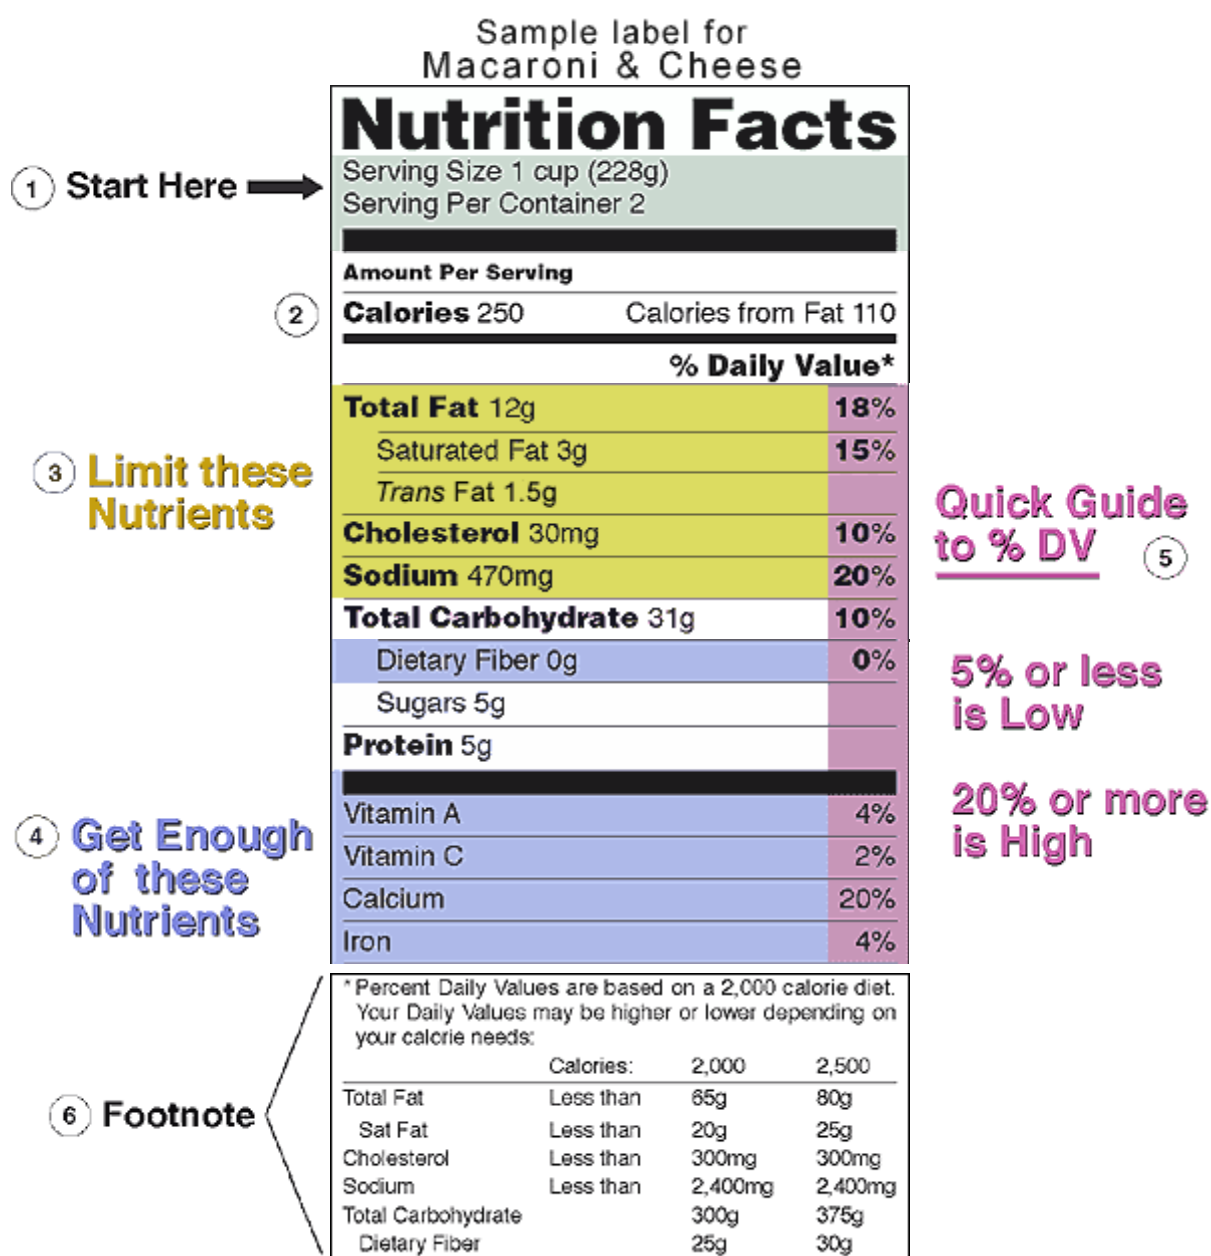 Sample label for
Macaroni & Cheese
Nutrition Facts
1 Start Here
Serving Size 1 cup (228g)
Serving Per Container 2
Amount Per Serving
2
Calories 250 Calories from Fat 110
% Daily Value*
3 Limit these
Nutrients
Total Fat 12g 18%
Saturated Fat 3g 15%
Trans Fat 1.5g
Cholesterol 30mg 10%
Sodium 470mg 20%
Total Carbohydrate 31g 10%
Dietary Fiber 0g 0%
Sugars 5g
Protein 5g
4 Get Enough
of these
Nutrients
Vitamin A 4%
Vitamin C 2%
Calcium 20%
Iron 4%
Quick Guide
to % DV 5
5% or less
is Low
20% or more
is High
6 Footnote
* Percent Daily Values are based on a 2,000 calorie diet.
Your Daily Values may be higher or lower depending on
your calorie needs:
Calories: 2,000 2,500
Total Fat Less than 65g 80g
Sat Fat Less than 20g 25g
Cholesterol Less than 300mg 300mg
Sodium Less than 2,400mg 2,400mg
Total Carbohydrate 300g 375g
Dietary Fiber 25g 30g